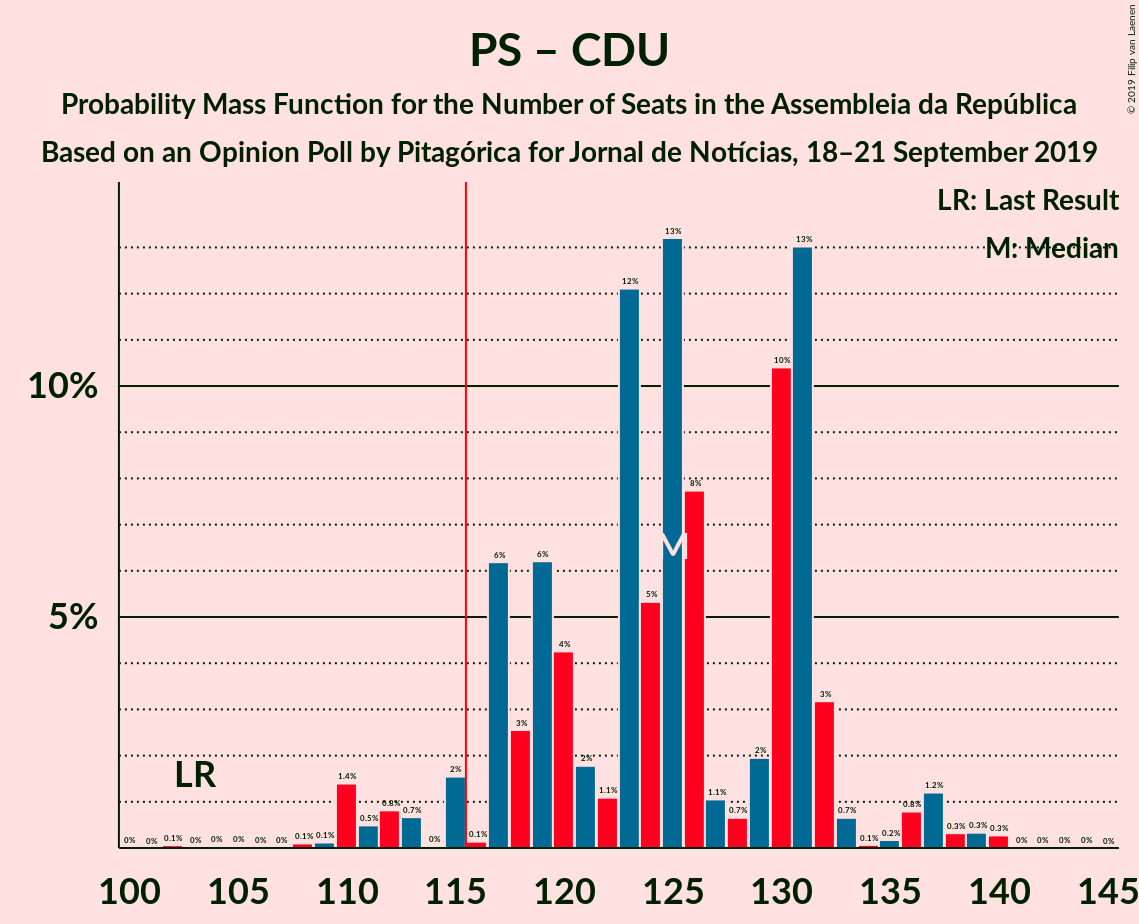 PS – CDU
Probability Mass Function for the Number of Seats in the Assembleia da República
Based on an Opinion Poll by Pitagórica for Jornal de Notícias, 18–21 September 2019
© 2019 Filip van Laenen
LR: Last Result
M: Median
10%
5%
LR
M
0% 0% 0.1% 0% 0% 0% 0% 0% 0.1% 0.1% 1.4% 0.5% 0.8% 0.7% 0% 2% 0.1% 6% 3% 6% 4% 2% 1.1% 12% 5% 13% 8% 1.1% 0.7% 2% 10% 13% 3% 0.7% 0.1% 0.2% 0.8% 1.2% 0.3% 0.3% 0.3% 0% 0% 0% 0% 0%
100 105 110 115 120 125 130 135 140 145